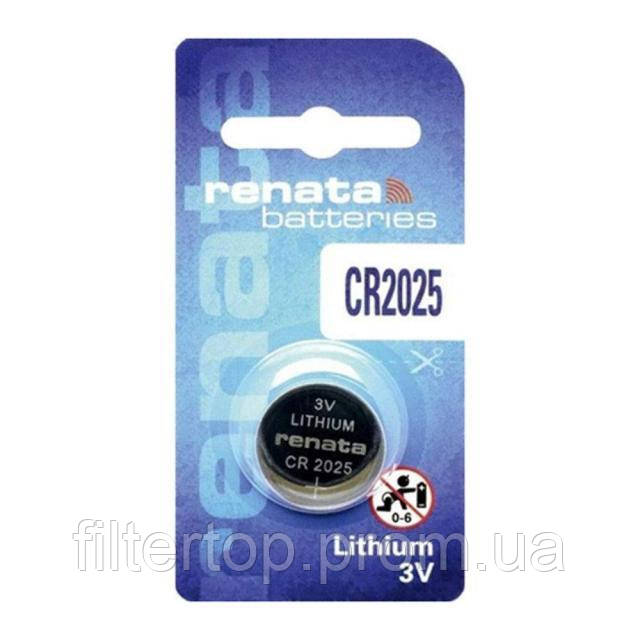 renata
renata
batteries
CR2025
3V
LITHIUM
renata
CR 2025
+
0-6
filtertop.prom.ua
Lithium
3V